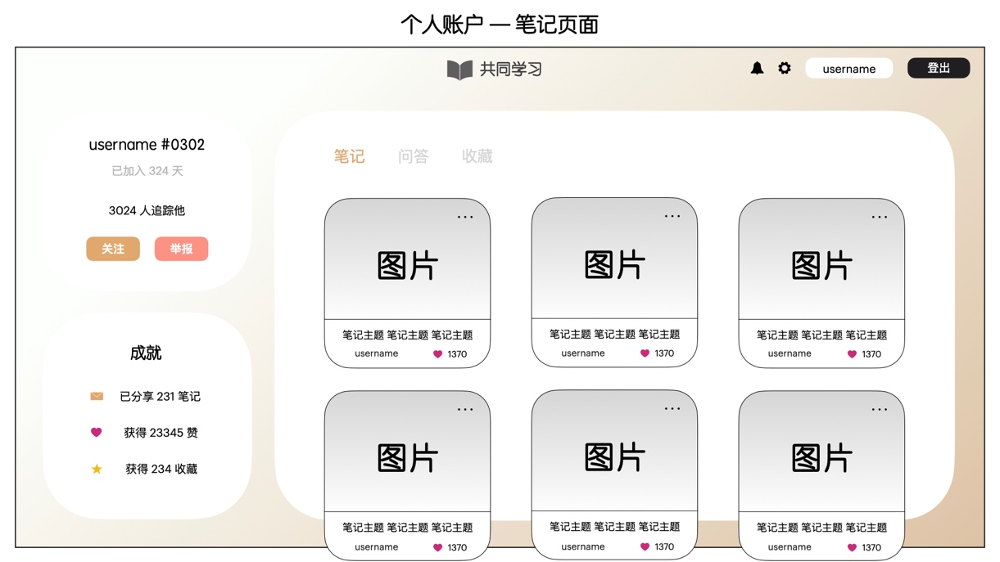 个人账户 — 笔记页面
共同学习
username
登出
username #0302
已加入 324 天
3024 人追踪他
关注
举报
成就
已分享 231 笔记
获得 23345 赞
获得 234 收藏
笔记 问答 收藏
...
图片
笔记主题 笔记主题 笔记主题
username 1370
...
图片
笔记主题 笔记主题 笔记主题
username 1370
...
图片
笔记主题 笔记主题 笔记主题
username 1370
...
图片
笔记主题 笔记主题 笔记主题
username 1370
...
图片
笔记主题 笔记主题 笔记主题
username 1370
...
图片
笔记主题 笔记主题 笔记主题
username 1370